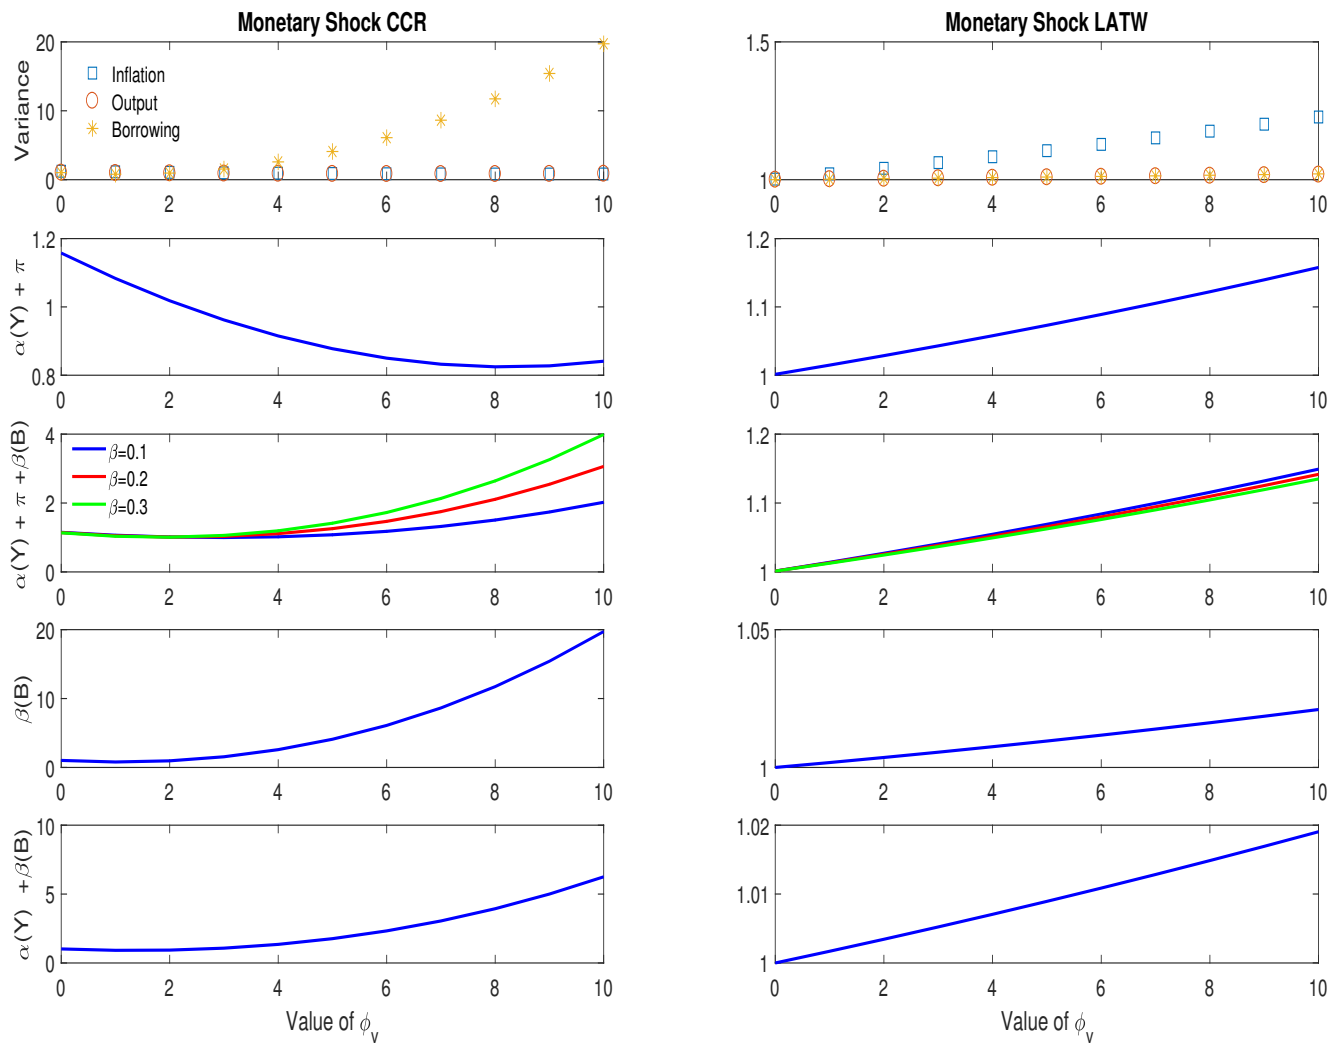 Monetary Shock CCR
Variance
20
10
0
Inflation
Output
Borrowing
0 2 4 6 8 10
α(Y) + π
1.2
1
0.8
0 2 4 6 8 10
α(Y) + π +β(B)
4
2
0
β=0.1
β=0.2
β=0.3
0 2 4 6 8 10
β(B)
20
10
0
0 2 4 6 8 10
α(Y) +β(B)
10
5
0
0 2 4 6 8 10
Value of ϕv
Monetary Shock LATW
1.5
1
0 2 4 6 8 10
1.2
1.1
1
0 2 4 6 8 10
1.2
1.1
1
0 2 4 6 8 10
1.05
1
0 2 4 6 8 10
1.02
1.01
1
0 2 4 6 8 10
Value of ϕv